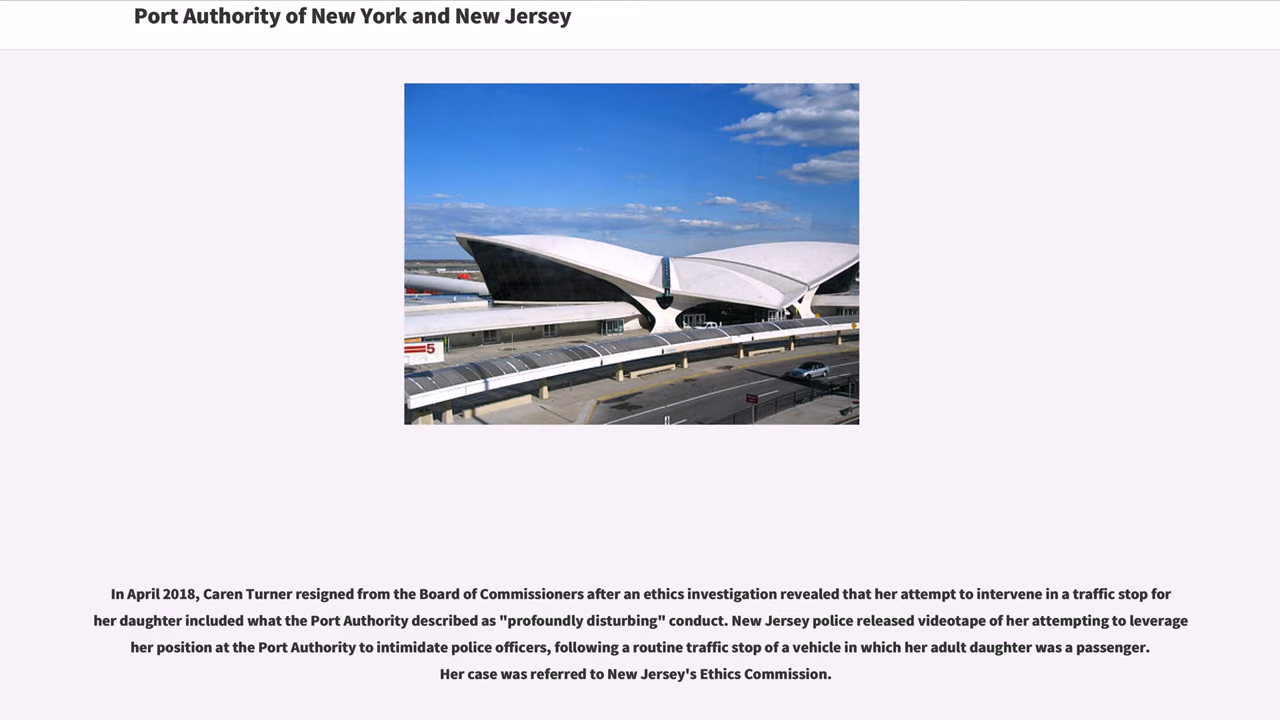 Port Authority of New York and New Jersey
5
In April 2018, Caren Turner resigned from the Board of Commissioners after an ethics investigation revealed that her attempt to intervene in a traffic stop for
her daughter included what the Port Authority described as "profoundly disturbing" conduct. New Jersey police released videotape of her attempting to leverage
her position at the Port Authority to intimidate police officers, following a routine traffic stop of a vehicle in which her adult daughter was a passenger.
Her case was referred to New Jersey's Ethics Commission.